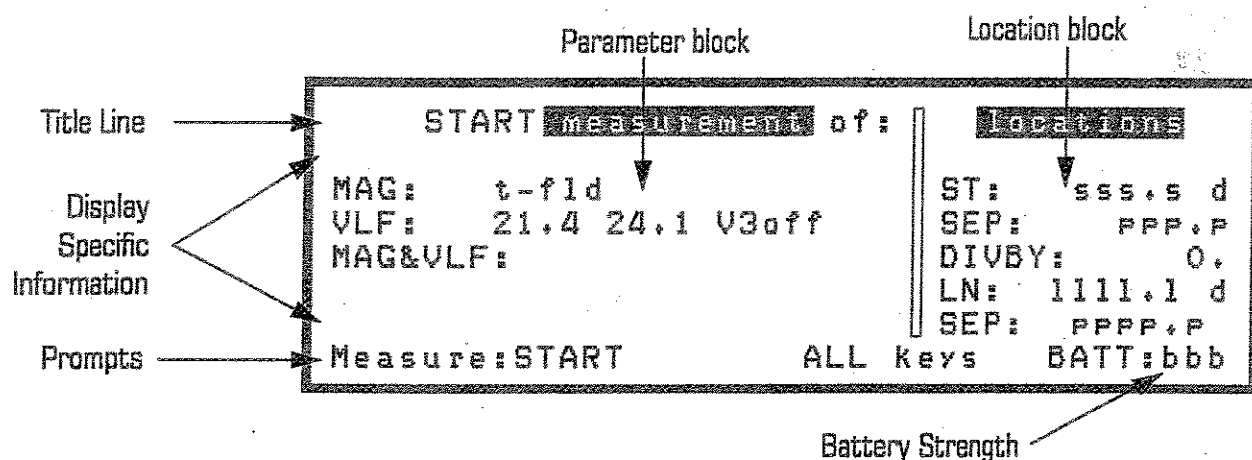 Parameter block
Location block
Title Line
START measurement of:
locations
Display
Specific
Information
MAG: t-fld
VLF: 21.4 24.1 V3off
MAG&VLF:
ST: sss.s d
SEP: PPP.P
DIVBY: 0.
LN: llll.l d
SEP: PPPP.P
Prompts
Measure:START ALL keys BATT:bbb
Battery Strength